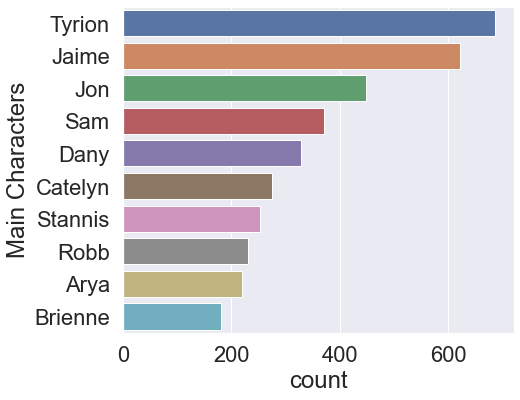 Main Characters
Tyrion
Jaime
Jon
Sam
Dany
Catelyn
Stannis
Robb
Arya
Brienne
0 200 400 600
count